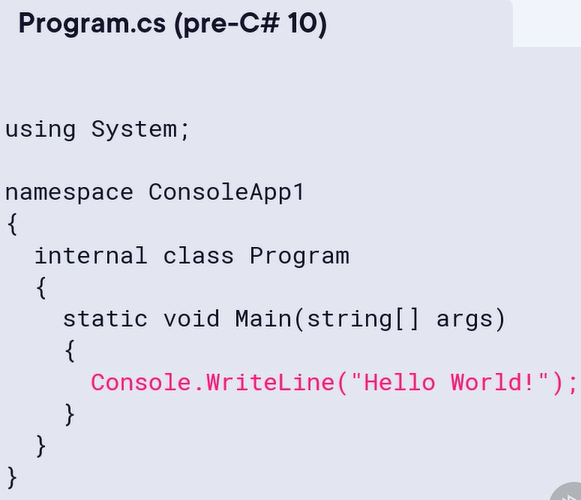 Program.cs (pre-C# 10)
using System;
namespace ConsoleApp1
{
internal class Program
{
static void Main(string[] args)
{
Console.WriteLine("Hello World!");
}
}
}